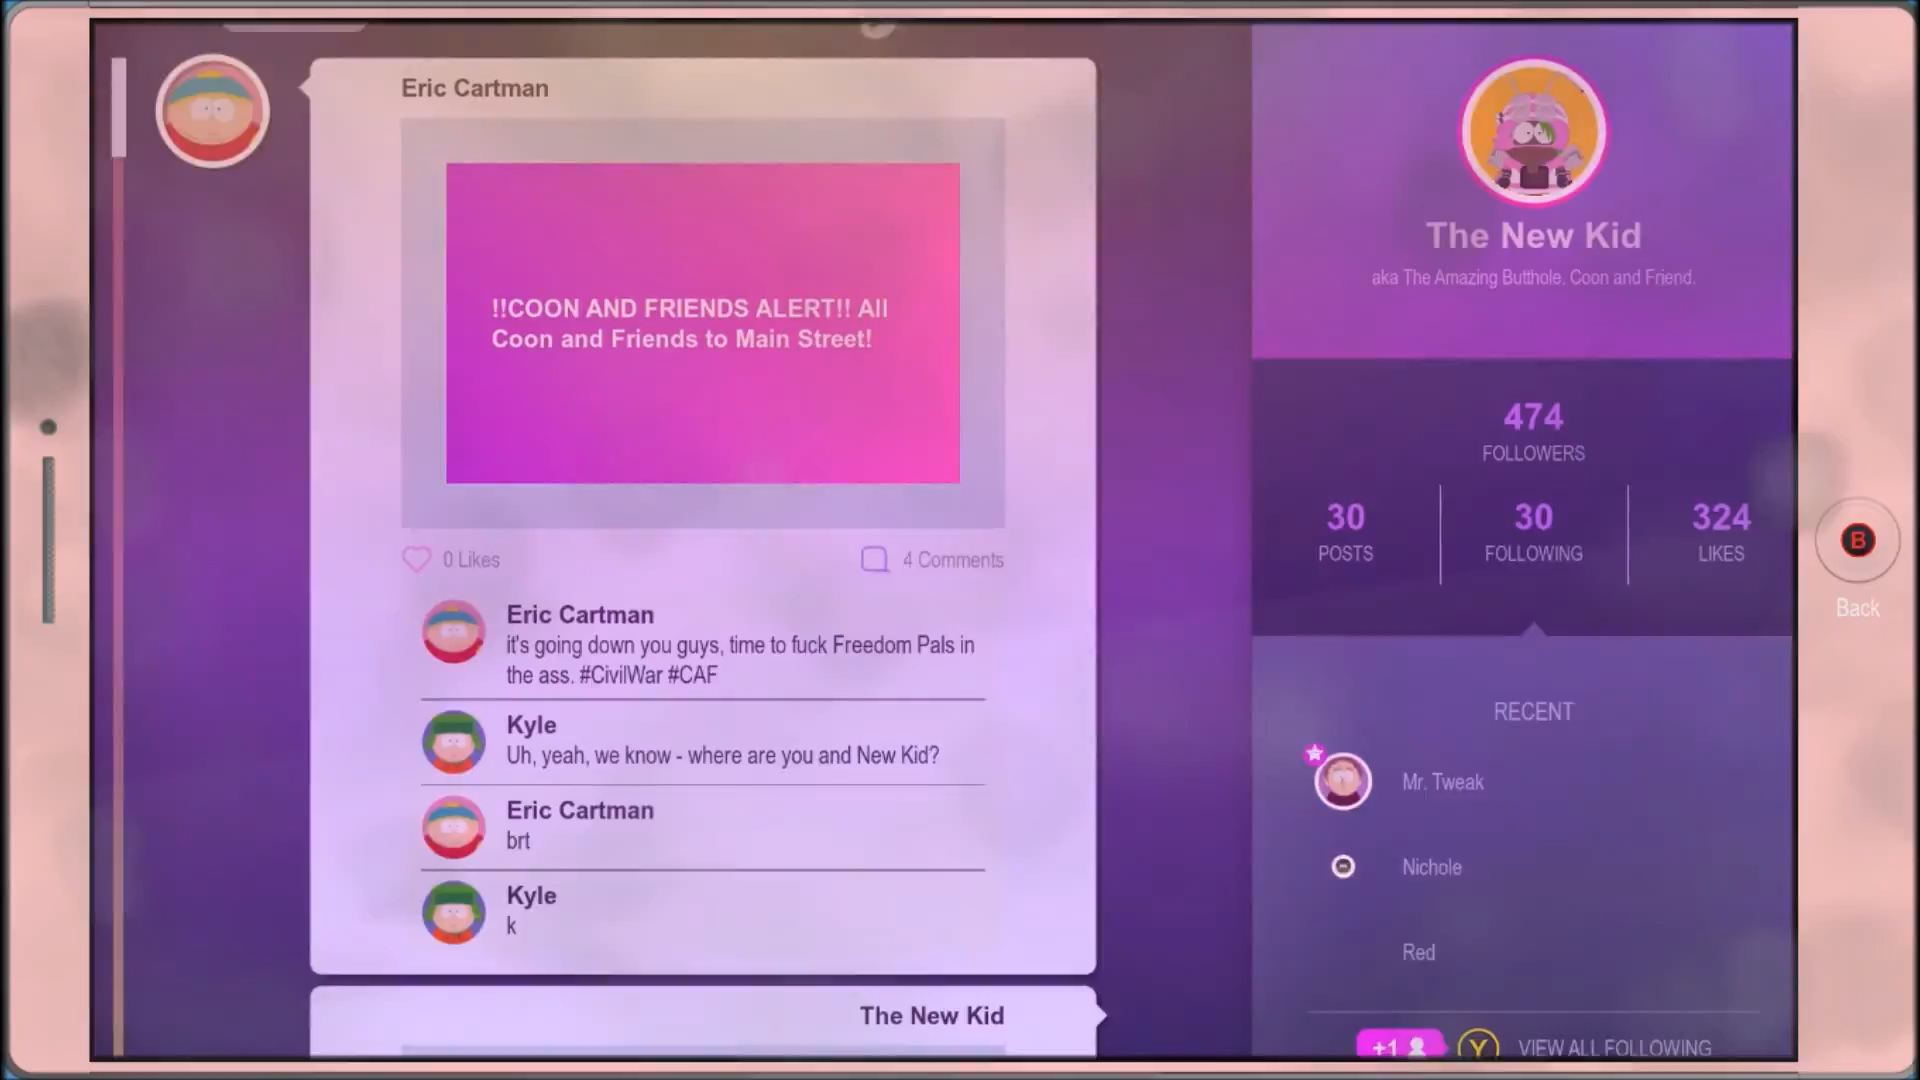 Eric Cartman
!!COON AND FRIENDS ALERT!! All
Coon and Friends to Main Street!
0 Likes
4 Comments
Eric Cartman
it's going down you guys, time to fuck Freedom Pals in
the ass. #CivilWar #CAF
Kyle
Uh, yeah, we know - where are you and New Kid?
Eric Cartman
brt
Kyle
k
The New Kid
The New Kid
aka The Amazing Butthole. Coon and Friend.
474
FOLLOWERS
30
POSTS
30
FOLLOWING
324
LIKES
RECENT
Mr. Tweak
Nichole
Red
+1
Y
VIEW ALL FOLLOWING
B
Back